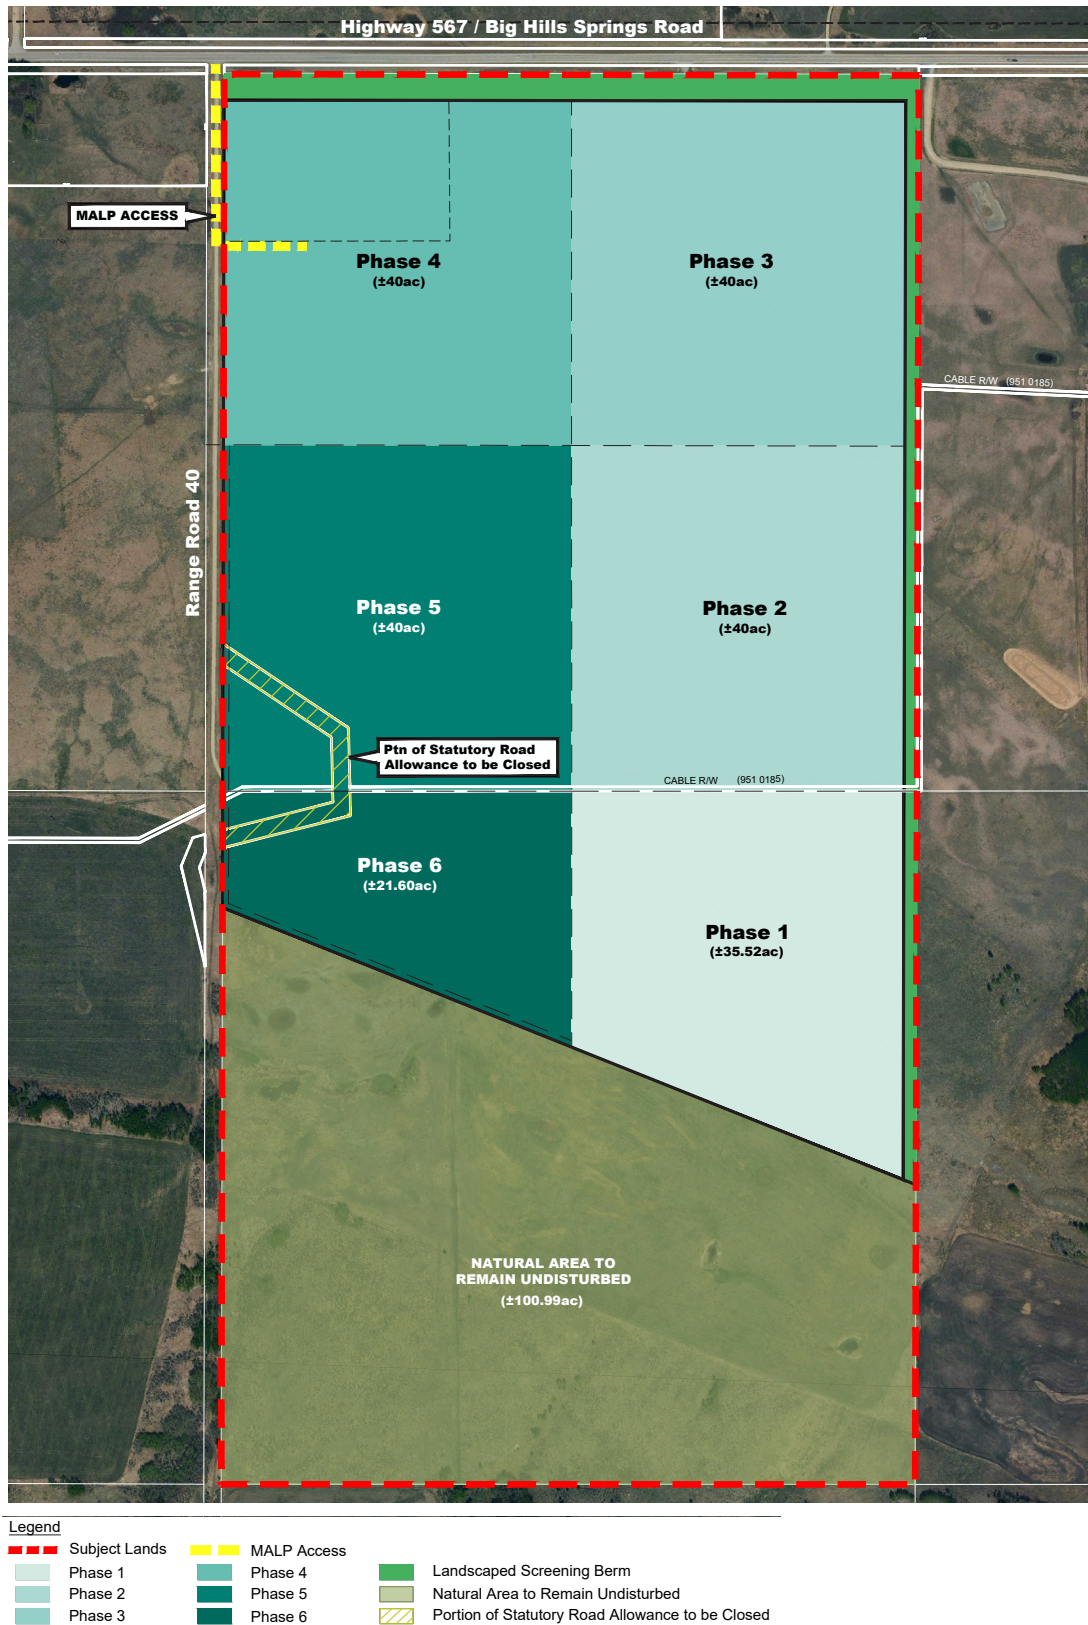 Highway 567 / Big Hills Springs Road
MALP ACCESS
Phase 4
(±40ac)
Phase 3
(±40ac)
CABLE R/W (951 0185)
Range Road 40
Phase 5
(±40ac)
Phase 2
(±40ac)
Ptn of Statutory Road
Allowance to be Closed
CABLE R/W (951 0185)
Phase 6
(±21.60ac)
Phase 1
(±35.52ac)
NATURAL AREA TO
REMAIN UNDISTURBED
(±100.99ac)
Legend
Subject Lands
MALP Access
Phase 1
Phase 4
Landscaped Screening Berm
Phase 2
Phase 5
Natural Area to Remain Undisturbed
Phase 3
Phase 6
Portion of Statutory Road Allowance to be Closed